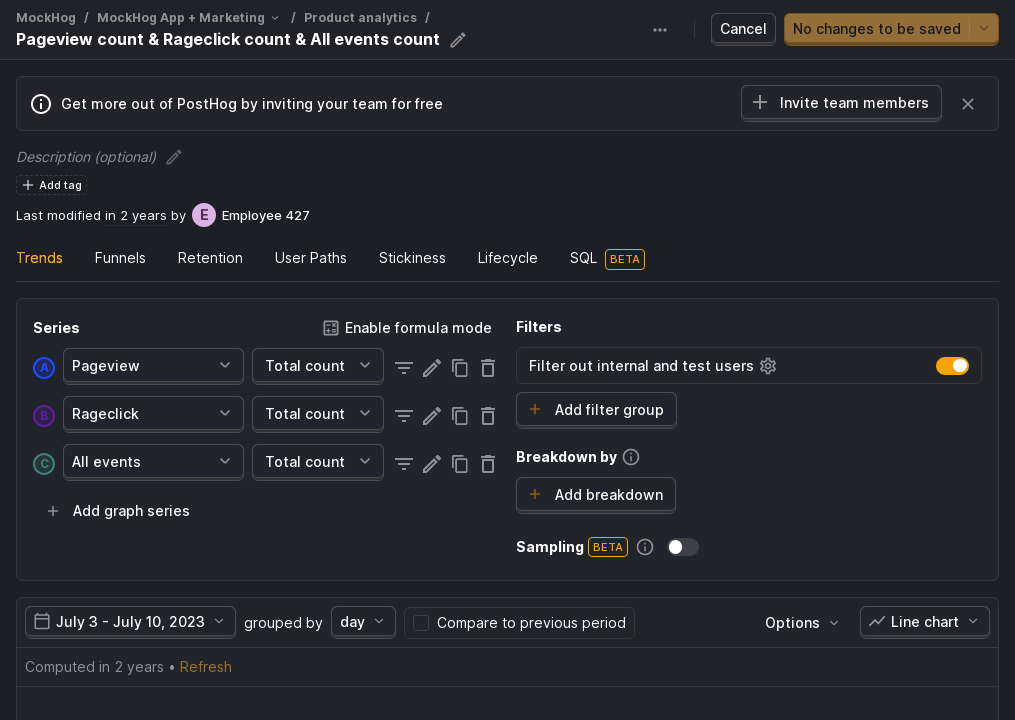 MockHog / MockHog App + Marketing / Product analytics /
Pageview count & Rageclick count & All events count
Cancel
No changes to be saved
Get more out of PostHog by inviting your team for free
Invite team members
Description (optional)
Add tag
Last modified in 2 years by E Employee 427
Trends Funnels Retention User Paths Stickiness Lifecycle SQL BETA
Series
Enable formula mode
A Pageview Total count
B Rageclick Total count
C All events Total count
Add graph series
Filters
Filter out internal and test users
Add filter group
Breakdown by
Add breakdown
Sampling BETA
July 3 - July 10, 2023 grouped by day Compare to previous period Options Line chart
Computed in 2 years • Refresh